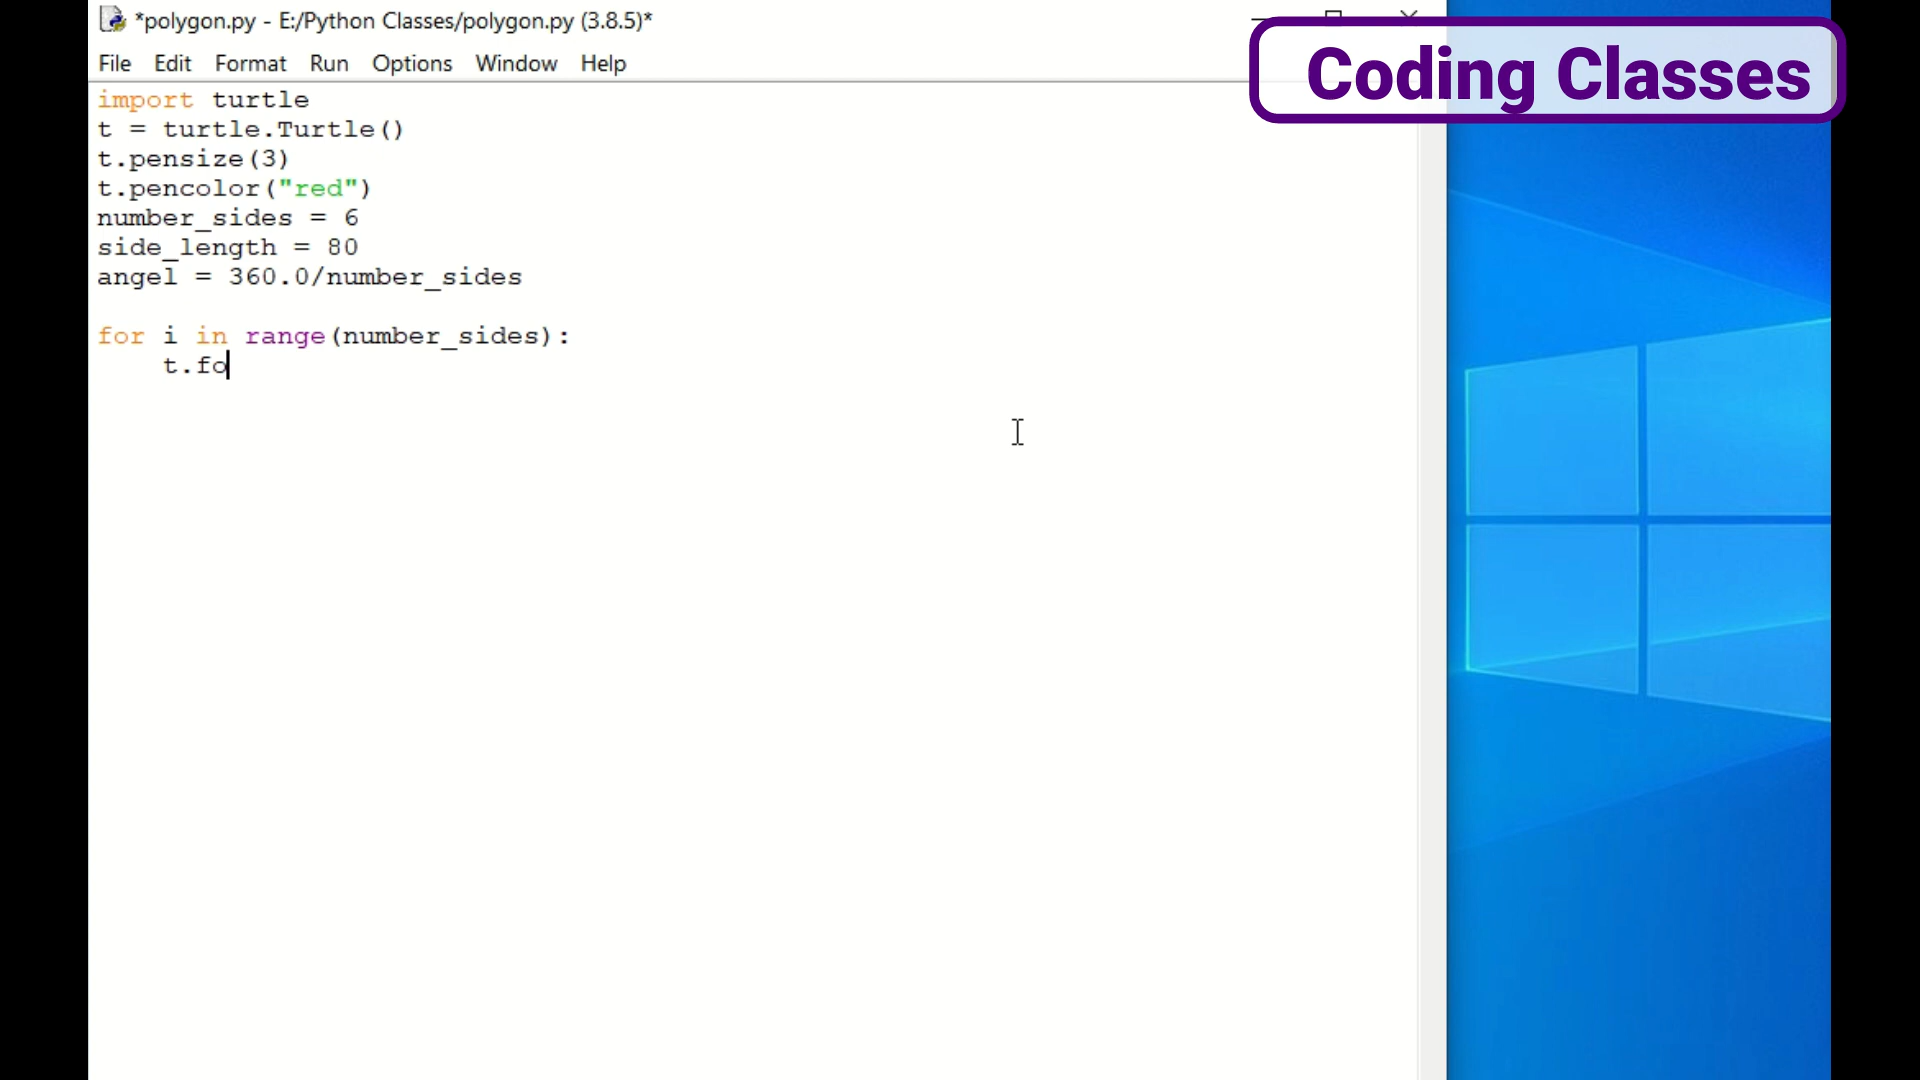 *polygon.py - E:/Python Classes/polygon.py (3.8.5)*
Coding Classes
File Edit Format Run Options Window Help
import turtle
t = turtle.Turtle()
t.pensize(3)
t.pencolor("red")
number_sides = 6
side_length = 80
angel = 360.0/number_sides
for i in range(number_sides):
    t.fo